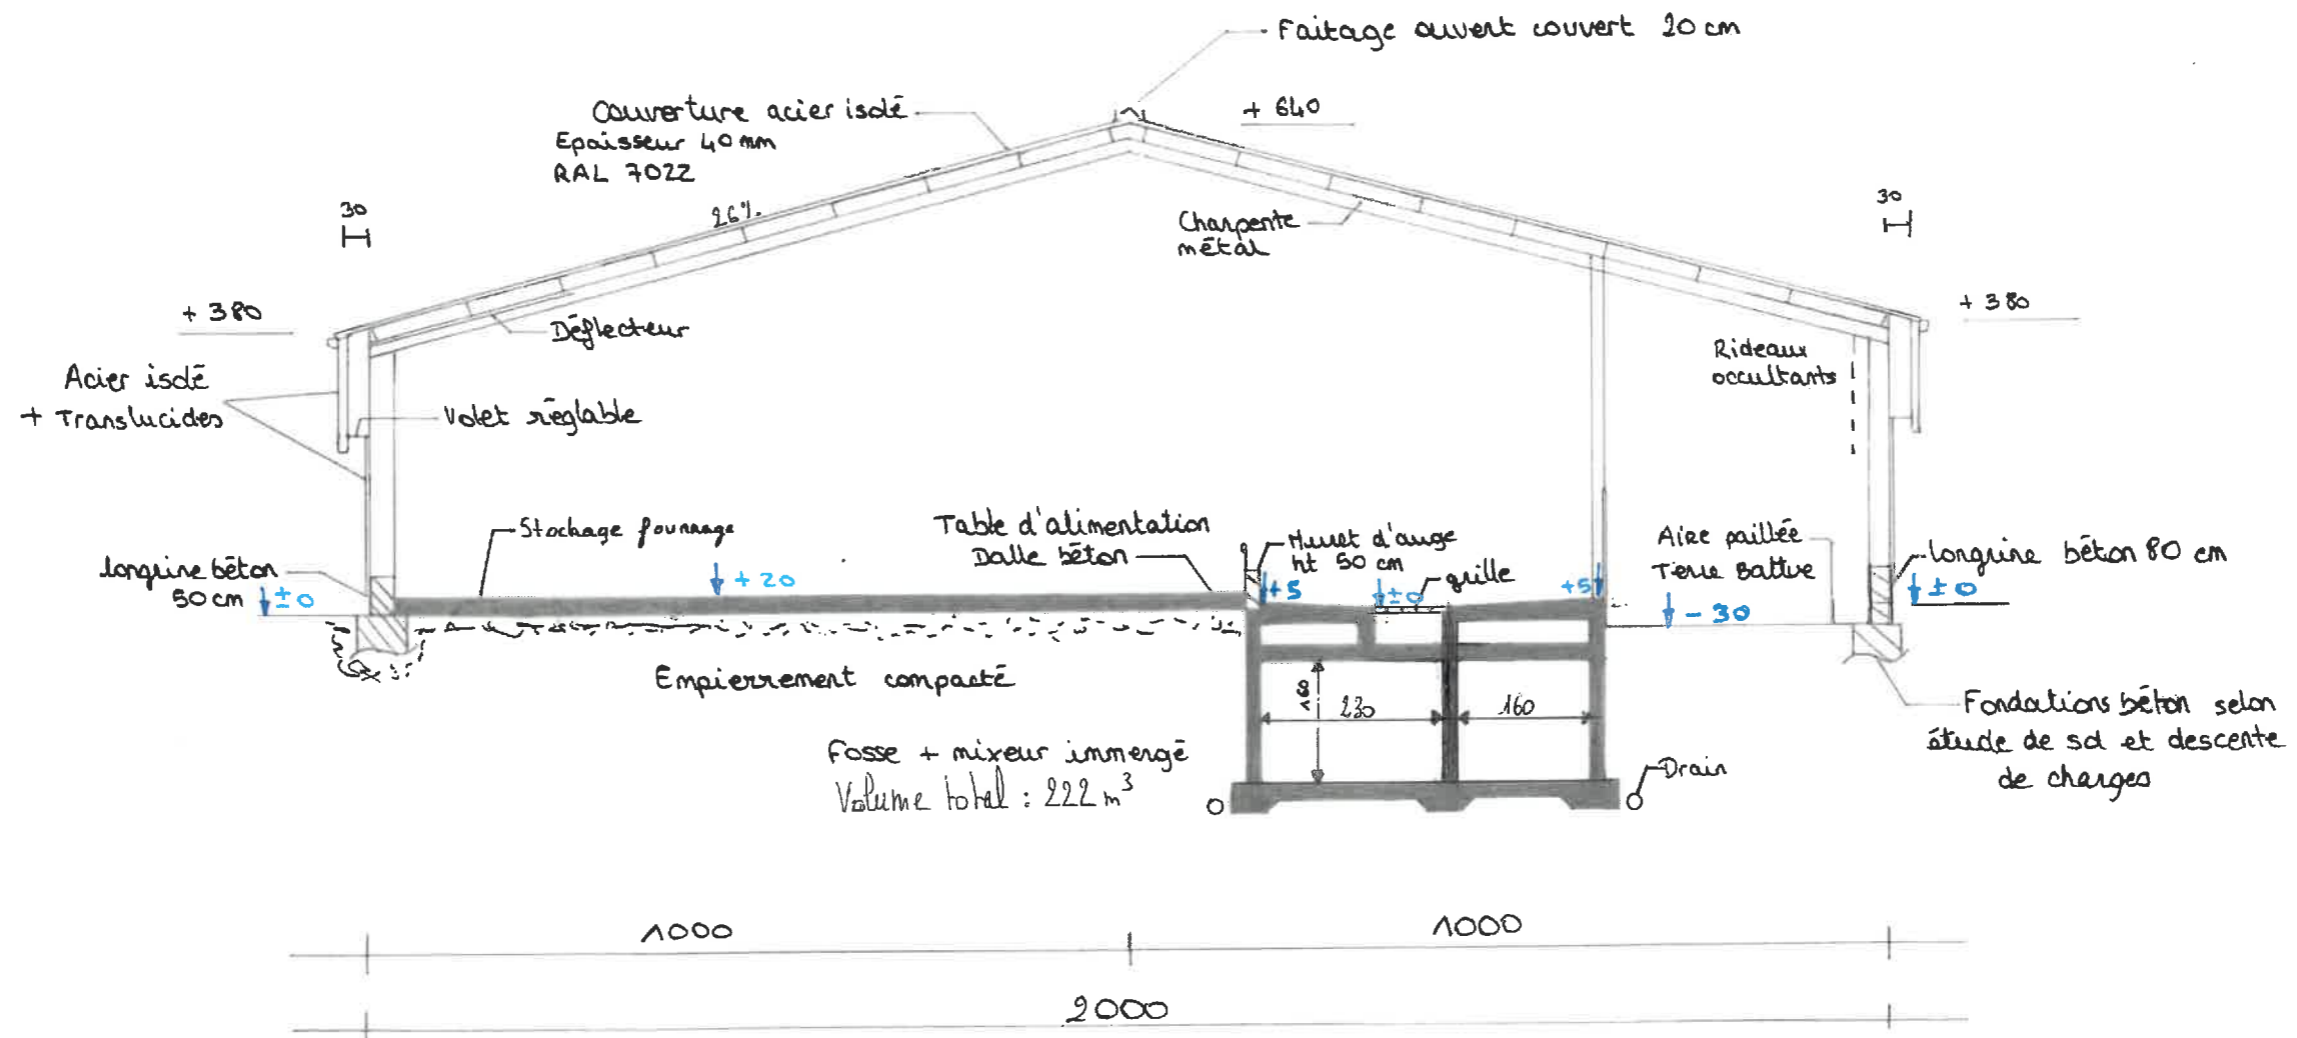 Faitage ouvert couvert 20 cm
Couverture acier isolé
Epaisseur 40 mm
RAL 7022
+ 640
26%
30
30
Charpente
métal
+ 380
+ 380
Déflecteur
Rideaux
occultants
Acier isolé
+ Translucides
Volet réglable
Stockage fourrage
Table d'alimentation
Dalle béton
Muret d'auge
ht 50 cm
grille
Aire paillée
Terre Battue
longrine béton
50 cm
± 0
+ 20
+5
±0
+5
- 30
longrine béton 80 cm
± 0
Empierrement compacté
230
160
Fosse + mixeur immergé
Volume total : 222 m³
Drain
Fondations béton selon
étude de sol et descente
de charges
1000
1000
2000